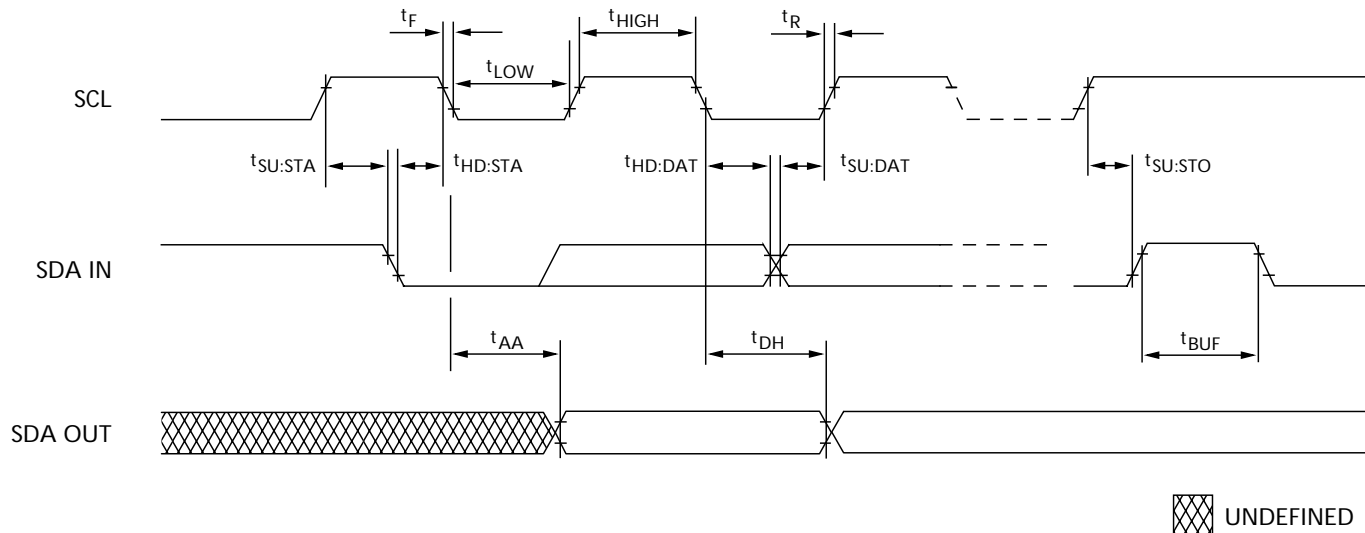 tF
tHIGH
tR
tLOW
SCL
tSU:STA
tHD:STA
tHD:DAT
tSU:DAT
tSU:STO
SDA IN
tAA
tDH
tBUF
SDA OUT
UNDEFINED